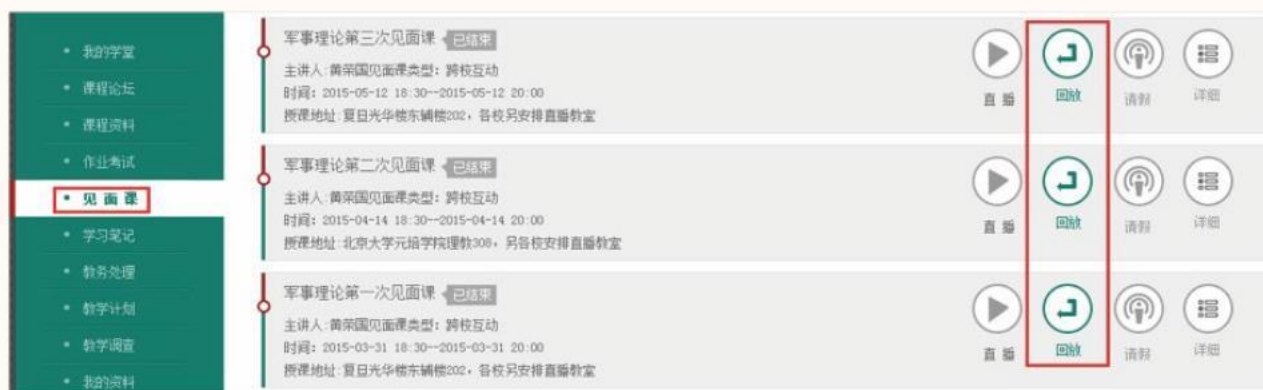 我的学堂
课程论坛
课程资料
作业考试
见面课
学习笔记
教务处理
教学计划
教学调查
我的资料
军事理论第三次见面课 已结束
主讲人:黄荣国见面课类型：跨校互动
时间：2015-05-12 18:30--2015-05-12 20:00
授课地址:复旦光华楼东辅楼202，各校另安排直播教室
直播 回放 请假 详细
军事理论第二次见面课 已结束
主讲人:黄荣国见面课类型：跨校互动
时间：2015-04-14 18:30--2015-04-14 20:00
授课地址:北京大学元培学院理教308，另各校安排直播教室
直播 回放 请假 详细
军事理论第一次见面课 已结束
主讲人:黄荣国见面课类型：跨校互动
时间：2015-03-31 18:30--2015-03-31 20:00
授课地址:复旦光华楼东辅楼202，各校另安排直播教室
直播 回放 请假 详细